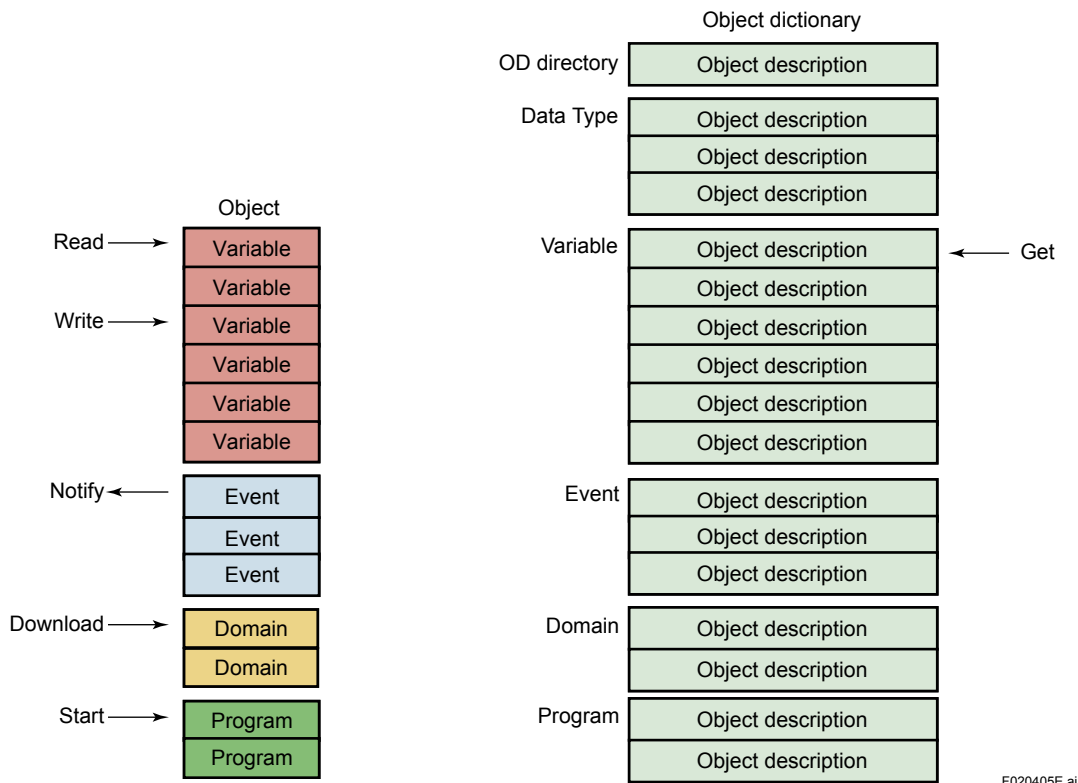 Object
Read
Variable
Variable
Write
Variable
Variable
Variable
Variable
Notify
Event
Event
Event
Download
Domain
Domain
Start
Program
Program
Object dictionary
OD directory
Object description
Data Type
Object description
Object description
Object description
Variable
Object description
Get
Object description
Object description
Object description
Object description
Object description
Event
Object description
Object description
Object description
Domain
Object description
Object description
Program
Object description
Object description